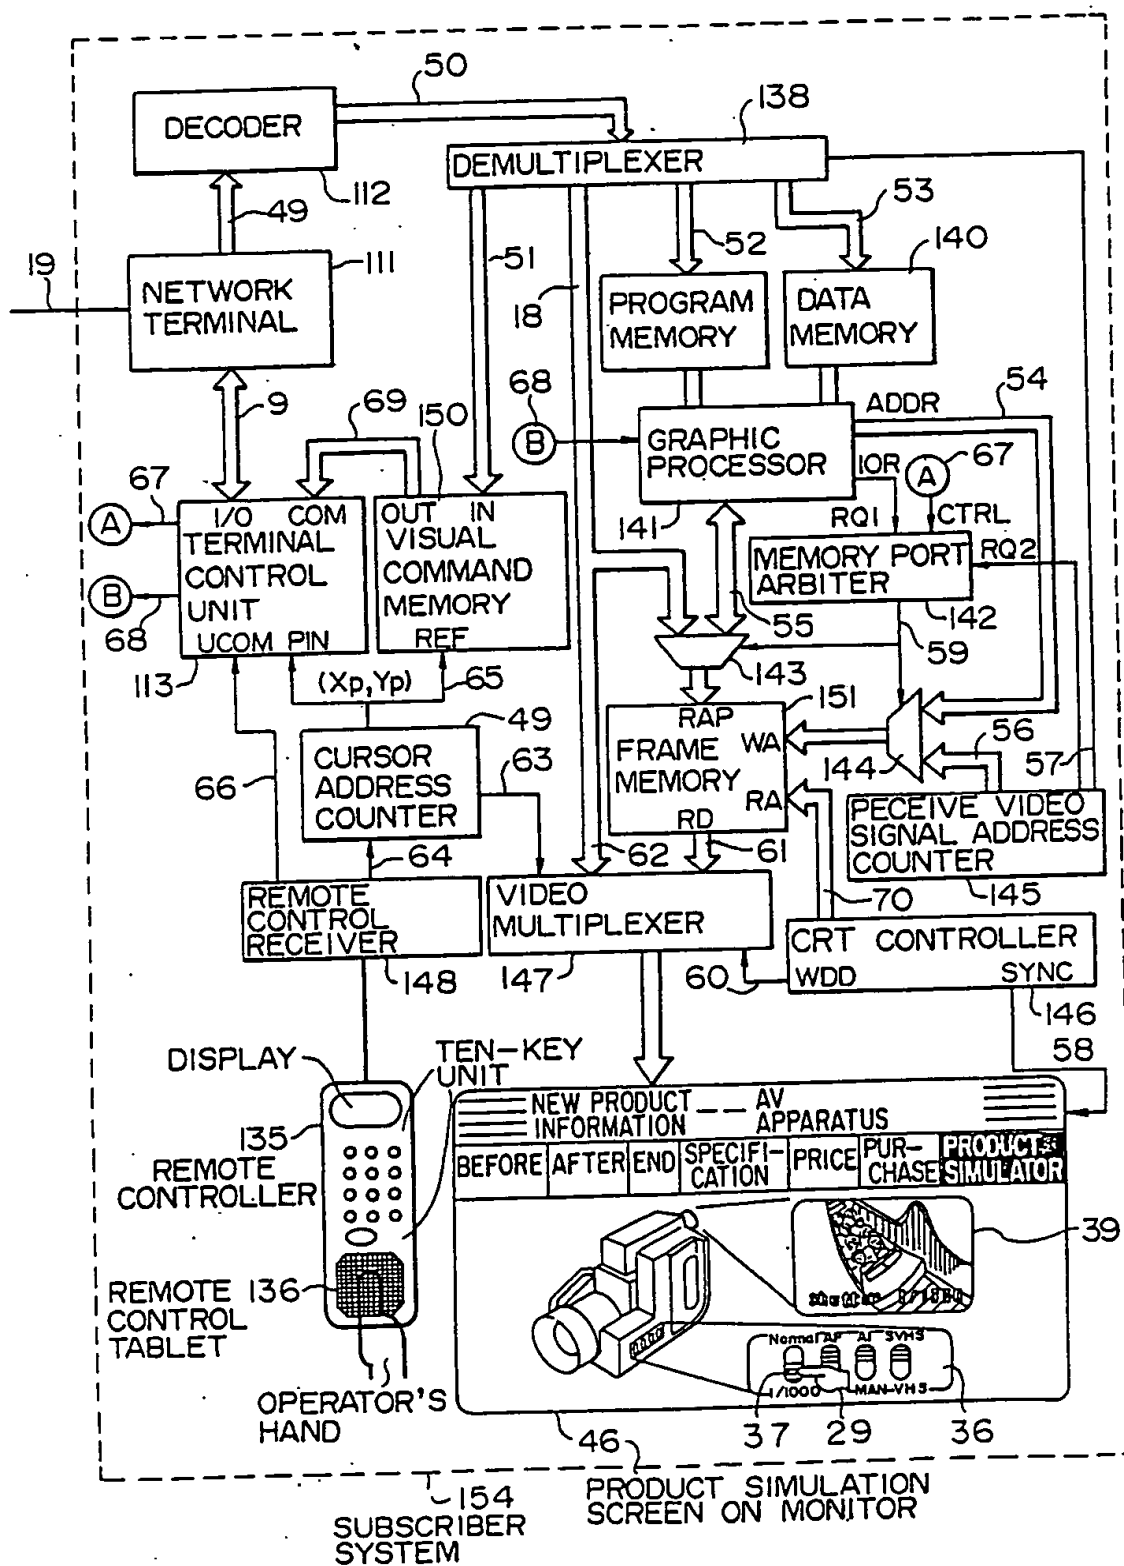 50
138
DECODER
DEMULTIPLEXER
112
49
53
52
140
51
19
111
NETWORK
TERMINAL
18
PROGRAM
MEMORY
DATA
MEMORY
9
69
150
68
B
54
ADDR
GRAPHIC
PROCESSOR
IOR
A
67
67
A
I/O COM
OUT IN
141
RQ1
CTRL
TERMINAL
CONTROL
UNIT
VISUAL
COMMAND
MEMORY
MEMORY PORT
ARBITER
RQ2
B
68
UCOM PIN
REF
55
59
142
113
(Xp,Yp)
65
143
151
49
RAP
FRAME
MEMORY
WA
56
57
CURSOR
ADDRESS
COUNTER
63
144
66
RA
RD
PECEIVE VIDEO
SIGNAL ADDRESS
COUNTER
64
62
61
145
REMOTE
CONTROL
RECEIVER
VIDEO
MULTIPLEXER
70
CRT CONTROLLER
WDD
SYNC
148
147
60
146
58
DISPLAY
TEN-KEY
UNIT
NEW PRODUCT
INFORMATION
AV
APPARATUS
135
REMOTE
CONTROLLER
BEFORE
AFTER
END
SPECIFI-
CATION
PRICE
PUR-
CHASE
PRODUCT
SIMULATOR
39
REMOTE
CONTROL
TABLET
136
Normal AF AI SVHS
1/1000 MAN VHS
OPERATOR'S
HAND
46
37
29
36
PRODUCT SIMULATION
SCREEN ON MONITOR
154
SUBSCRIBER
SYSTEM